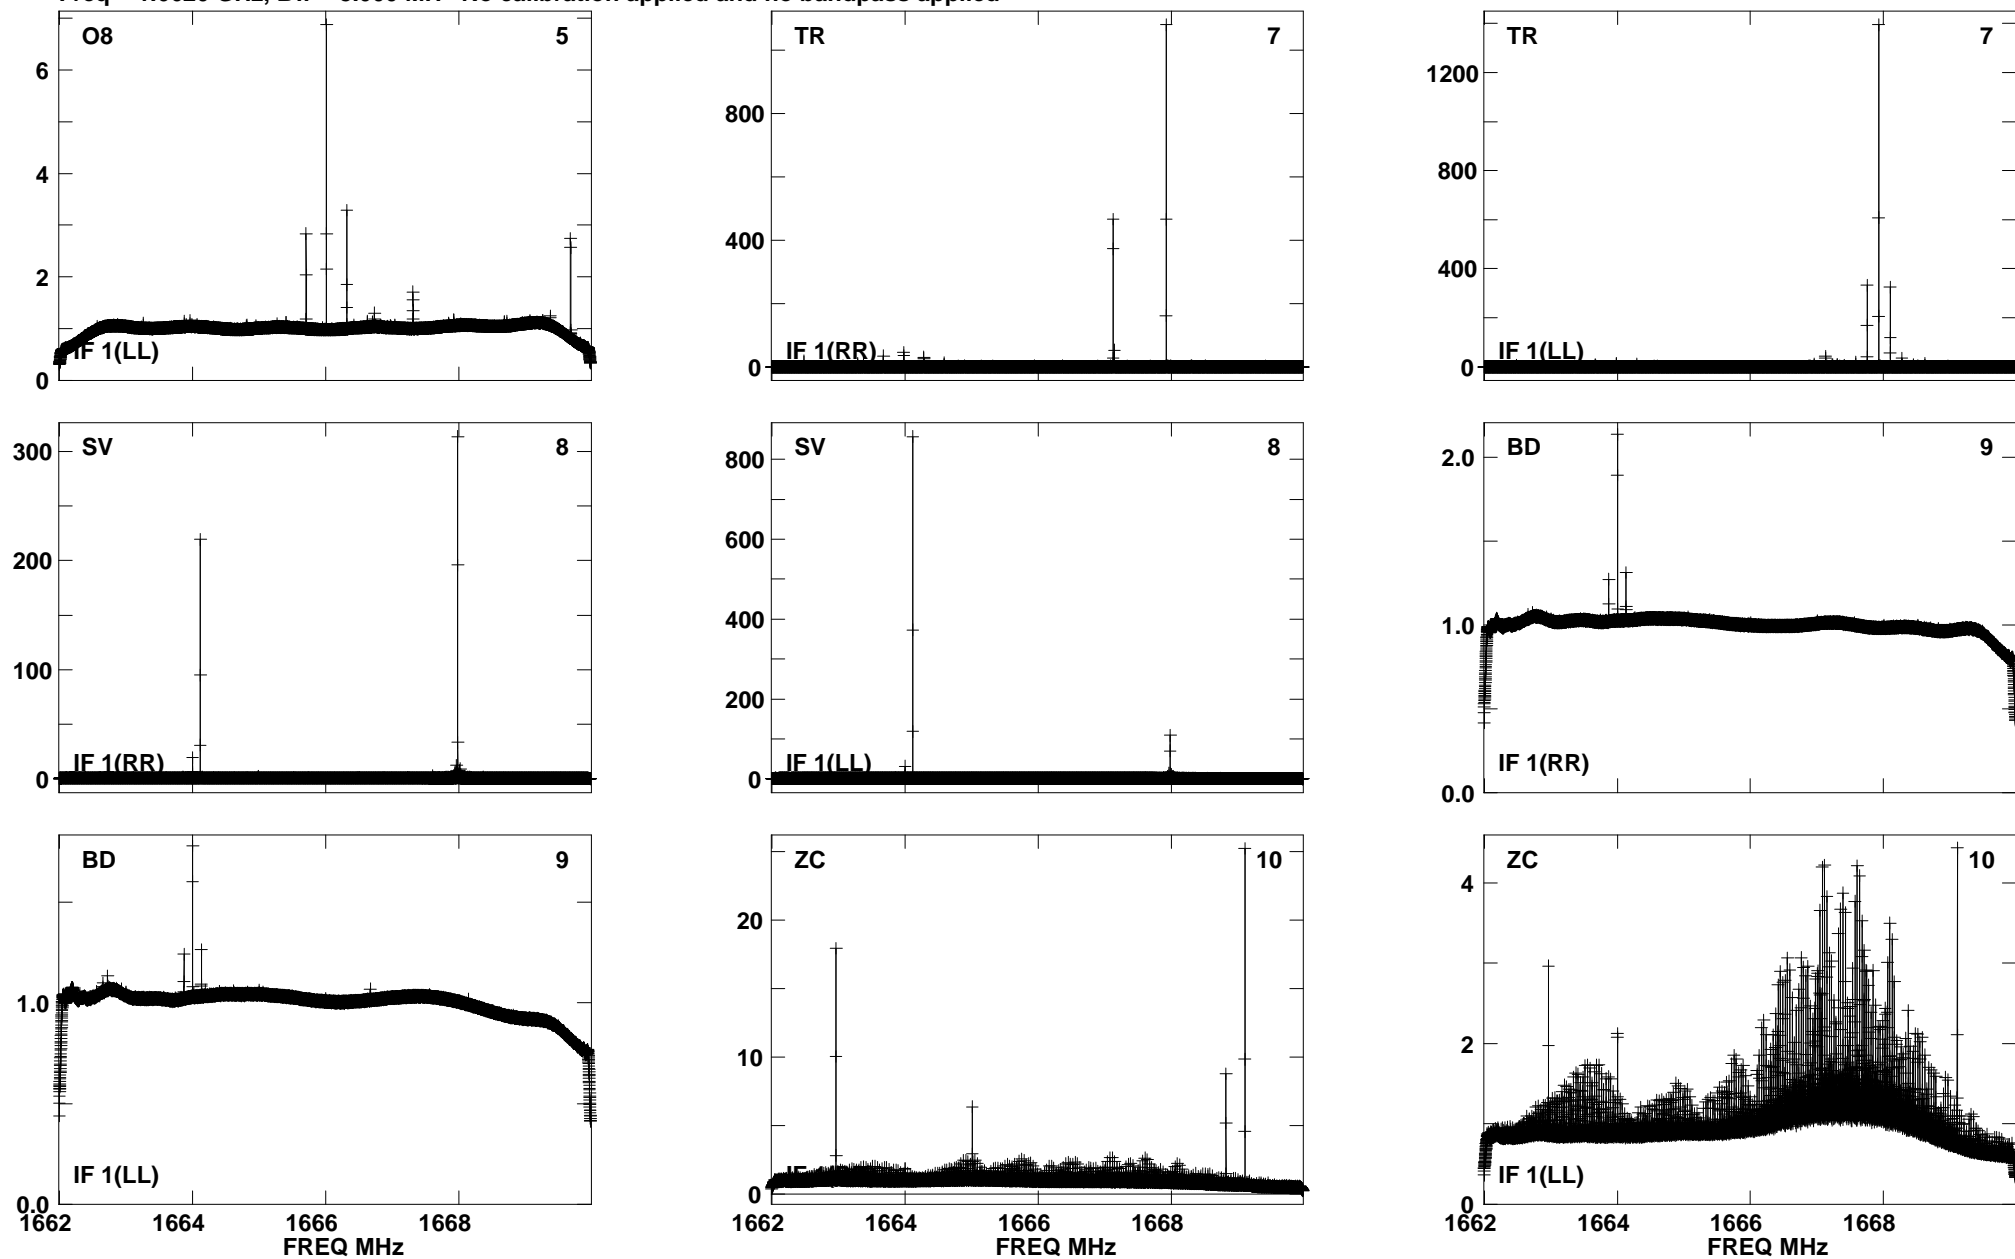 applied and no bandpass applied
O8 5
6
4
2
0
IF 1(LL)
TR 7
800
400
0
IF 1(RR)
TR 7
1200
800
400
0
IF 1(LL)
SV 8
300
200
100
0
IF 1(RR)
SV 8
800
600
400
200
0
IF 1(LL)
BD 9
2.0
1.0
0.0
IF 1(RR)
BD 9
1.0
0.0
IF 1(LL)
1662 1664 1666 1668
FREQ MHz
ZC 10
20
10
0
1662 1664 1666 1668
FREQ MHz
ZC 10
4
2
0
IF 1(LL)
1662 1664 1666 1668
FREQ MHz